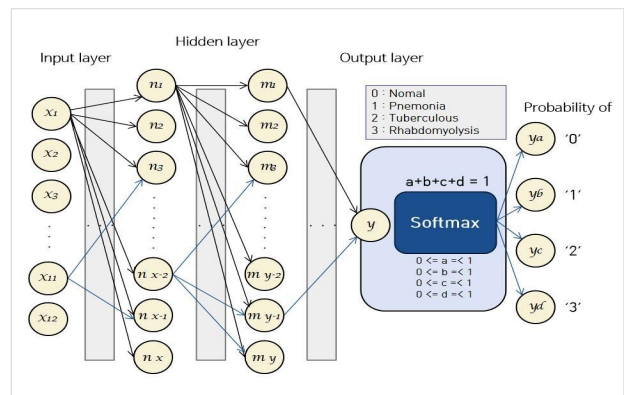 Input layer
Hidden layer
Output layer
0 : Nomal
1 : Pnemonia
2 : Tuberculous
3 : Rhabdomyolysis
Probability of
x1
x2
x3
x11
x12
n1
n2
n3
n x-2
n x-1
n x
m1
m2
m3
m y-2
m y-1
m y
y
a+b+c+d = 1
Softmax
0 <= a =< 1
0 <= b =< 1
0 <= c =< 1
0 <= d =< 1
ya '0'
yb '1'
yc '2'
yd '3'